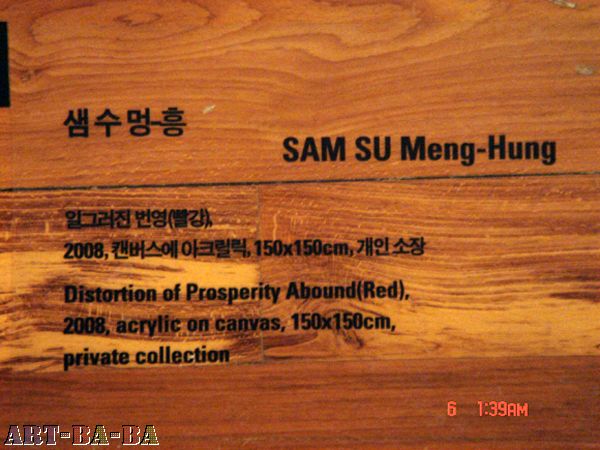 샘 수 멍-흥
SAM SU Meng-Hung
일그러진 번영(빨강),
2008, 캔버스에 아크릴릭, 150x150cm, 개인 소장
Distortion of Prosperity Abound(Red),
2008, acrylic on canvas, 150x150cm,
private collection
6 1:39AM
ART-BA-BA